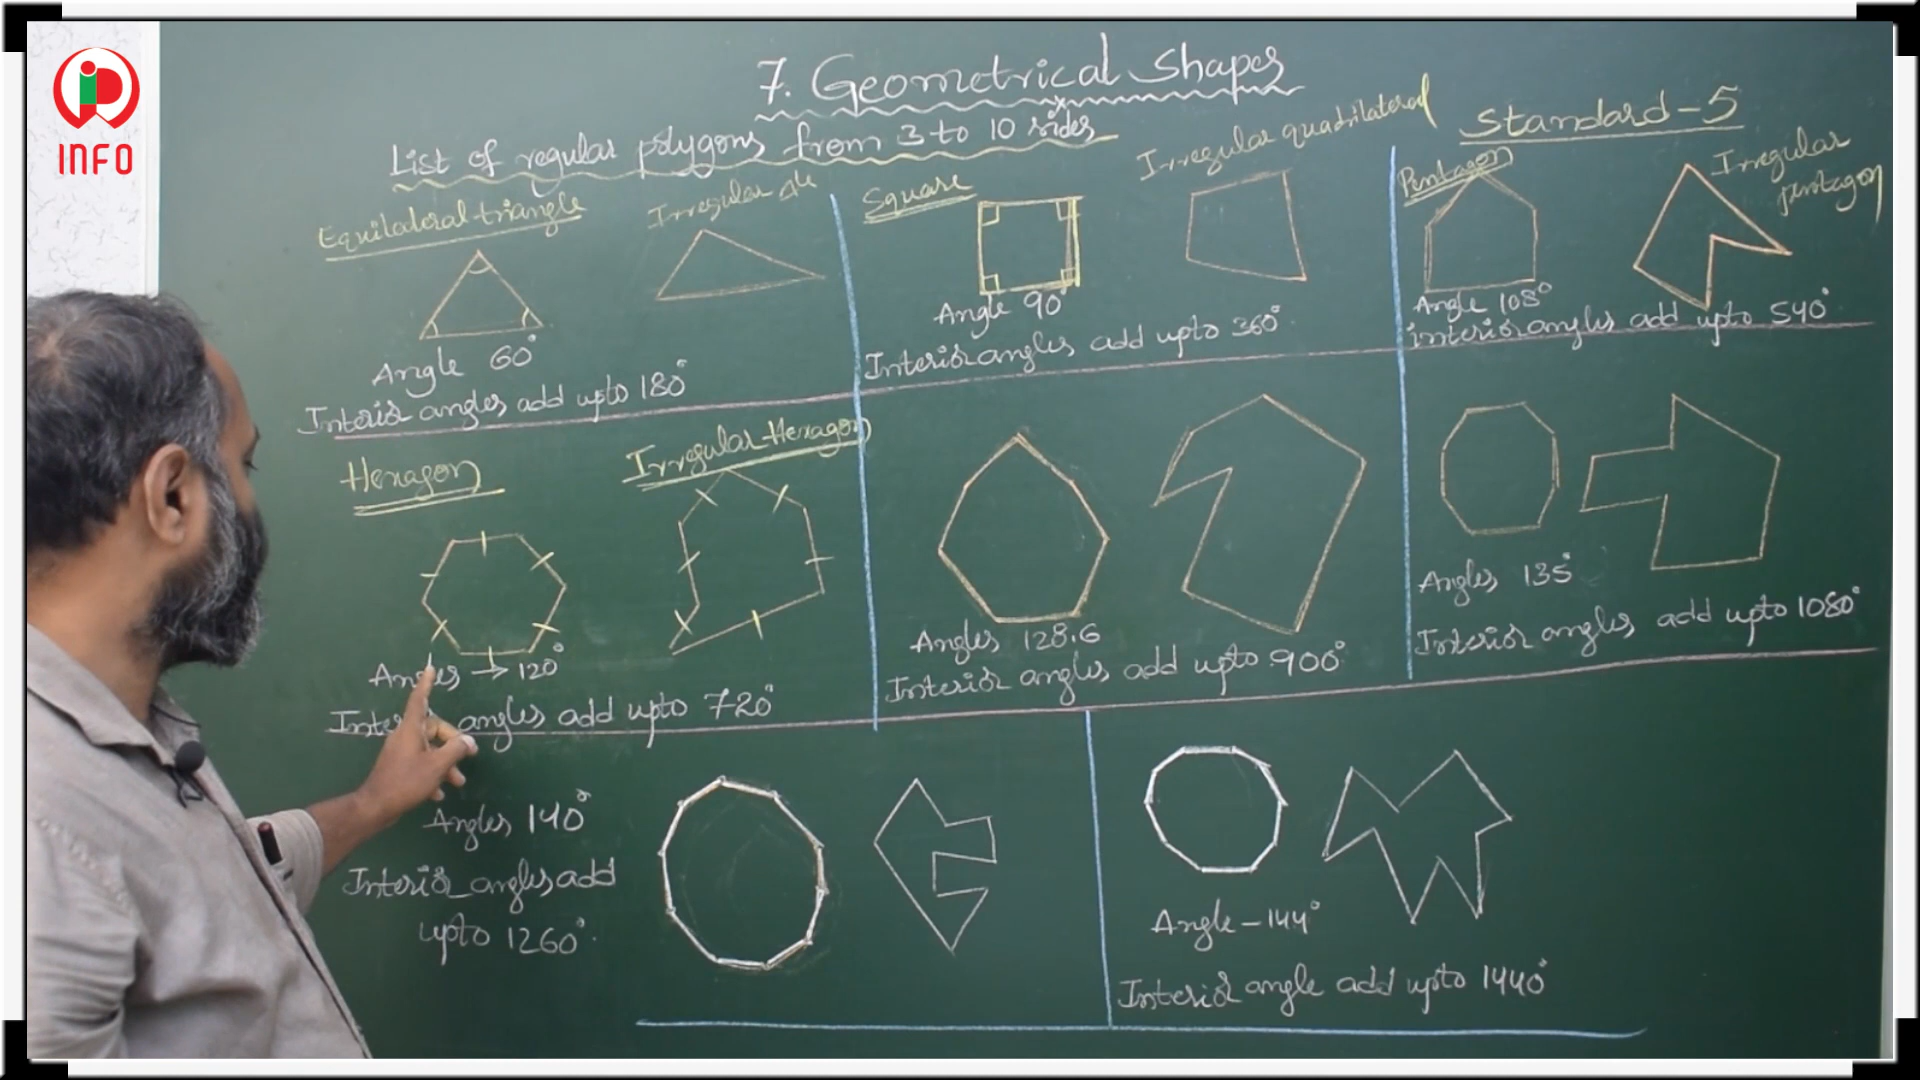 INFO
7. Geometrical Shapes
Standard-5
List of regular polygons from 3 to 10 sides
Equilateral triangle
Irregular
Angle 60°
Interior angles add upto 180°
Square
Irregular quadrilateral
Angle 90°
Interior angles add upto 360°
Pentagon
Irregular
pentagon
Angle 108°
interior angles add upto 540°
Hexagon
Irregular Hexagon
Angles → 120°
angles add upto 720°
Angles 128.6
Interior angles add upto 900°
Angles 135°
Interior angles add upto 1080°
Angles 140°
Interior angles add
upto 1260°.
Angle - 144°
Interior angle add upto 1440°